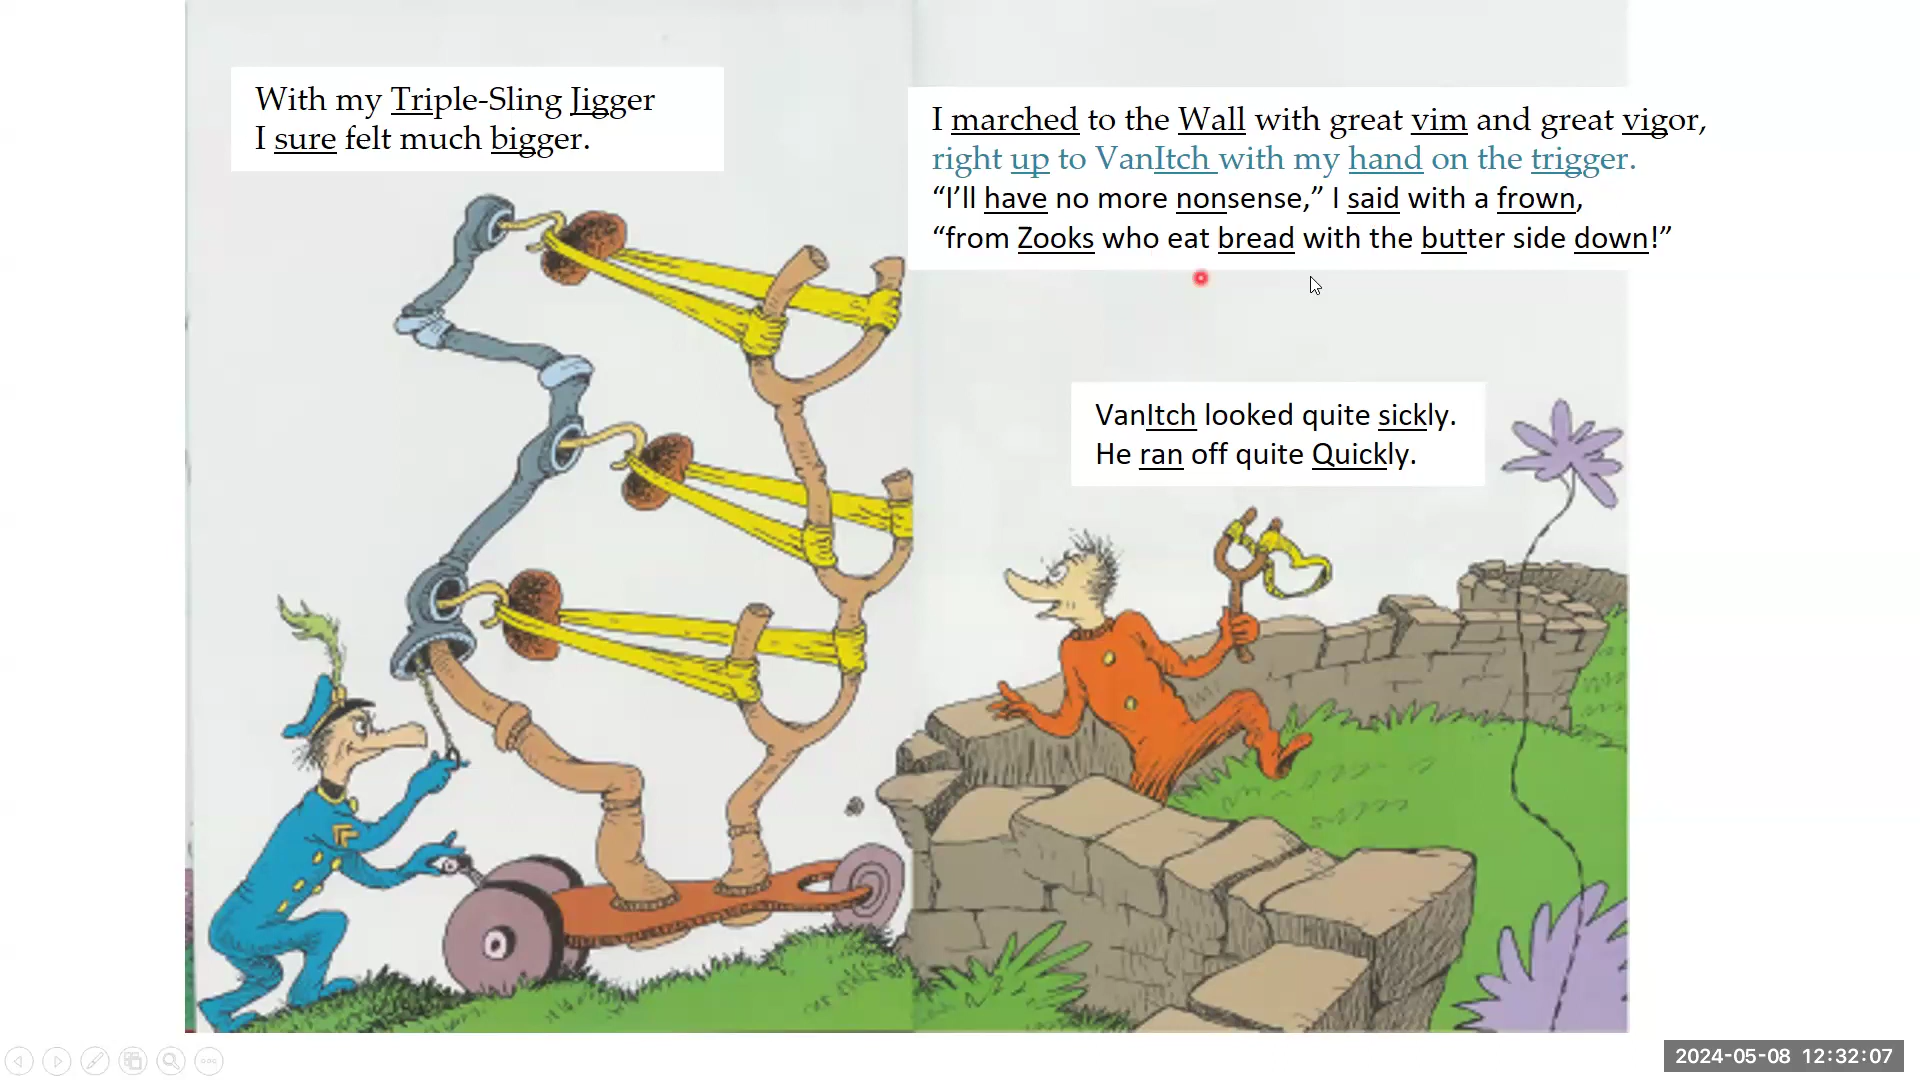 With my Triple-Sling Jigger
I sure felt much bigger.
I marched to the Wall with great vim and great vigor,
right up to VanItch with my hand on the trigger.
“I’ll have no more nonsense,” I said with a frown,
“from Zooks who eat bread with the butter side down!”
VanItch looked quite sickly.
He ran off quite Quickly.
2024-05-08 12:32:07